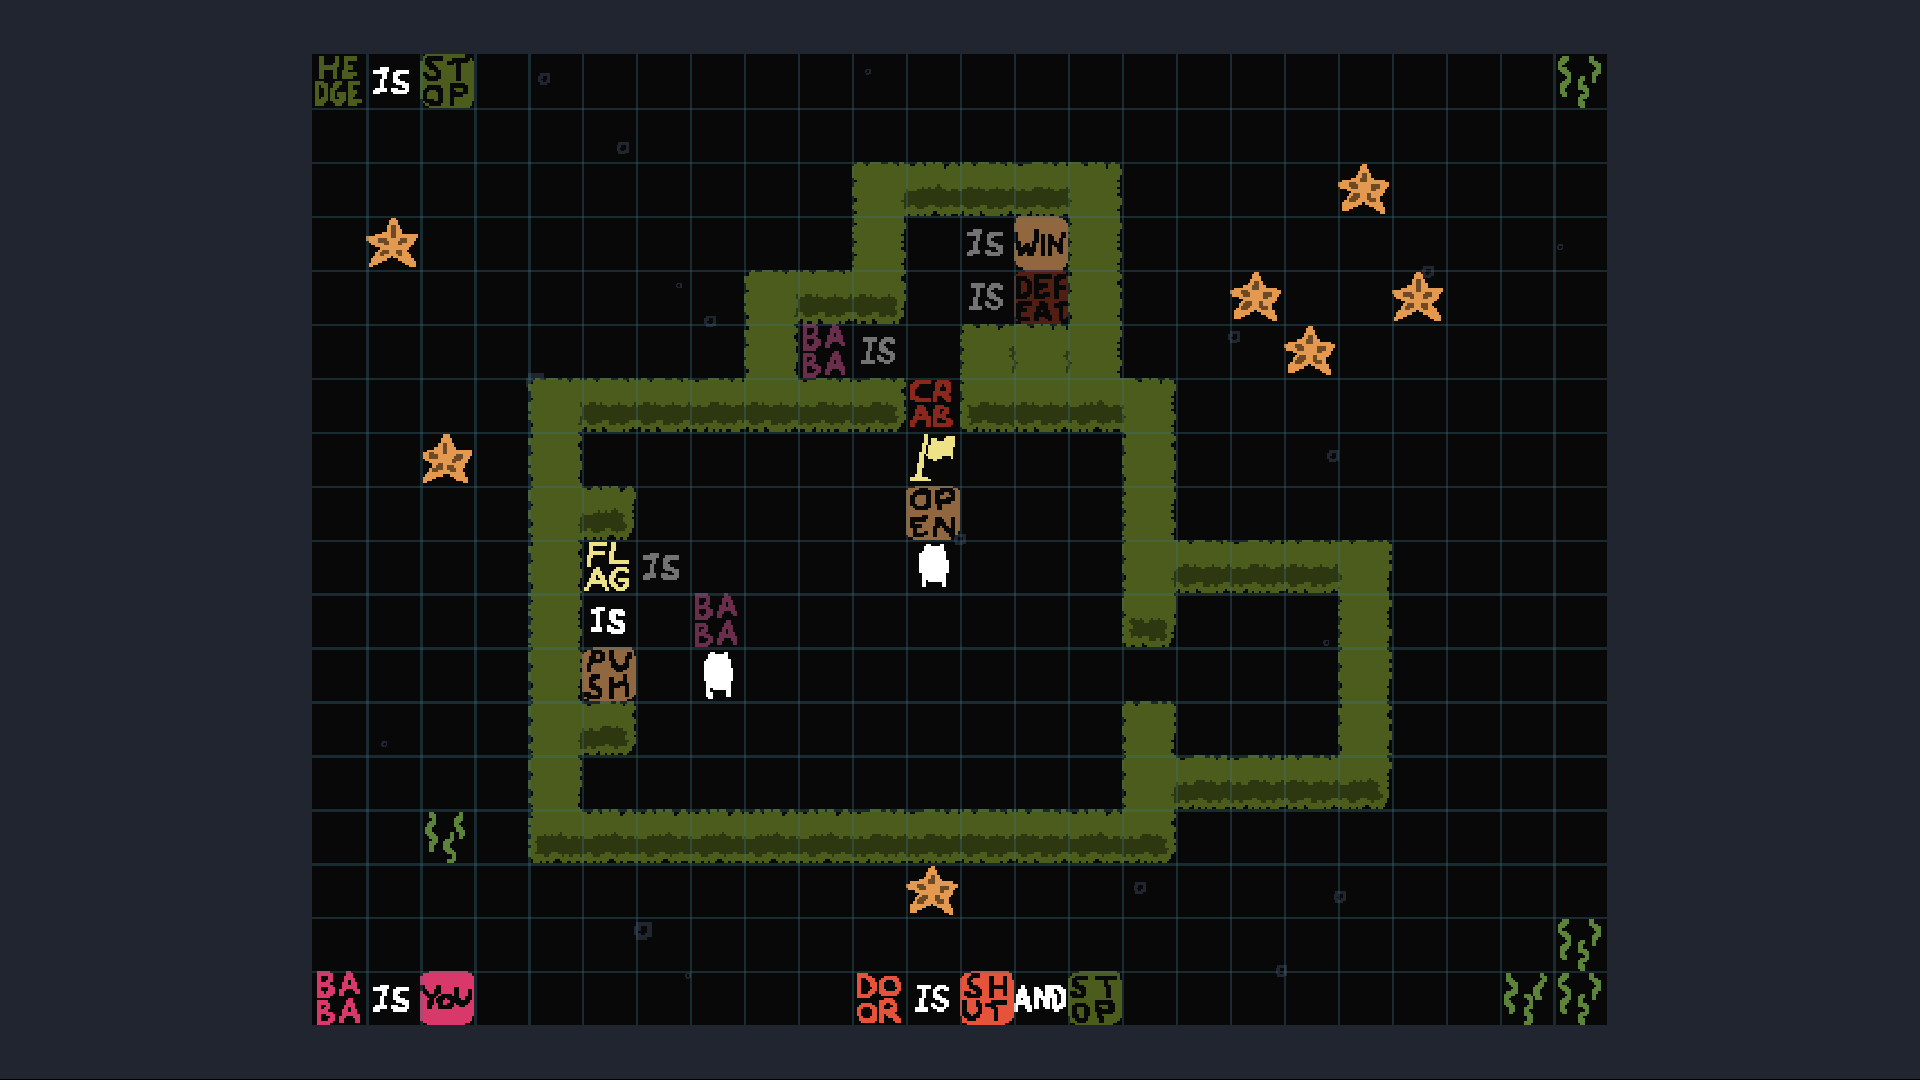 HEDGE IS STOP
IS WIN
IS DEFEAT
BABA IS
CRAB
OPEN
FLAG IS
IS BABA
PUSH
BABA IS YOU DOOR IS SHUT AND STOP